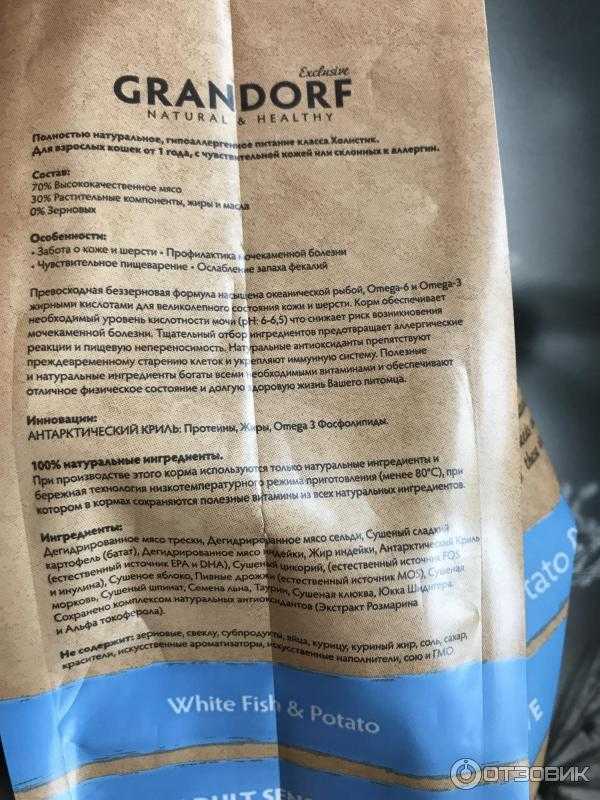 Exclusive
GRANDORF
NATURAL & HEALTHY
Полностью натуральное, гипоаллергенное питание класса Холистик.
Для взрослых кошек от 1 года, с чувствительной кожей или склонных к аллергии.
Состав:
70% Высококачественное мясо
30% Растительные компоненты, жиры и масла
0% Зерновых
Особенности:
• Забота о коже и шерсти • Профилактика мочекаменной болезни
• Чувствительное пищеварение • Ослабление запаха фекалий
Превосходная беззерновая формула насыщена океанической рыбой, Omega-6 и Omega-3
жирными кислотами для великолепного состояния кожи и шерсти. Корм обеспечивает
необходимый уровень кислотности мочи (pH: 6-6,5) что снижает риск возникновения
мочекаменной болезни. Тщательный отбор ингредиентов предотвращает аллергические
реакции и пищевую непереносимость. Натуральные антиоксиданты препятствуют
преждевременному старению клеток и укрепляют иммунную систему. Полезные
и натуральные ингредиенты богаты всеми необходимыми витаминами и обеспечивают
отличное физическое состояние и долгую здоровую жизнь Вашего питомца.
Инновации:
АНТАРКТИЧЕСКИЙ КРИЛЬ: Протеины, Жиры, Omega 3 Фосфолипиды.
100% натуральные ингредиенты.
При производстве этого корма используются только натуральные ингредиенты и
бережная технология низкотемпературного режима приготовления (менее 80°C), при
котором в кормах сохраняются полезные витамины из всех натуральных ингредиентов.
Ингредиенты:
Дегидрированное мясо трески, Дегидрированное мясо сельди, Сушеный сладкий
картофель (батат), Дегидрированное мясо индейки, Жир индейки, Антарктический Криль
(естественный источник EPA и DHA), Сушеный цикорий, (естественный источник FOS
и инулина), Сушеное яблоко, Пивные дрожжи (естественный источник MOS), Сушеная
морковь, Сушеный шпинат, Семена льна, Таурин, Сушеная клюква, Юкка Шидигера.
Сохранено комплексом натуральных антиоксидантов (Экстракт Розмарина
и Альфа токоферола).
Не содержит: зерновые, свеклу, субпродукты, яйца, курицу, куриный жир, соль, сахар,
красители, искусственные ароматизаторы, искусственные наполнители, сою и ГМО
White Fish & Potato
ADULT SENS
tato
VE
ОТЗОВИК